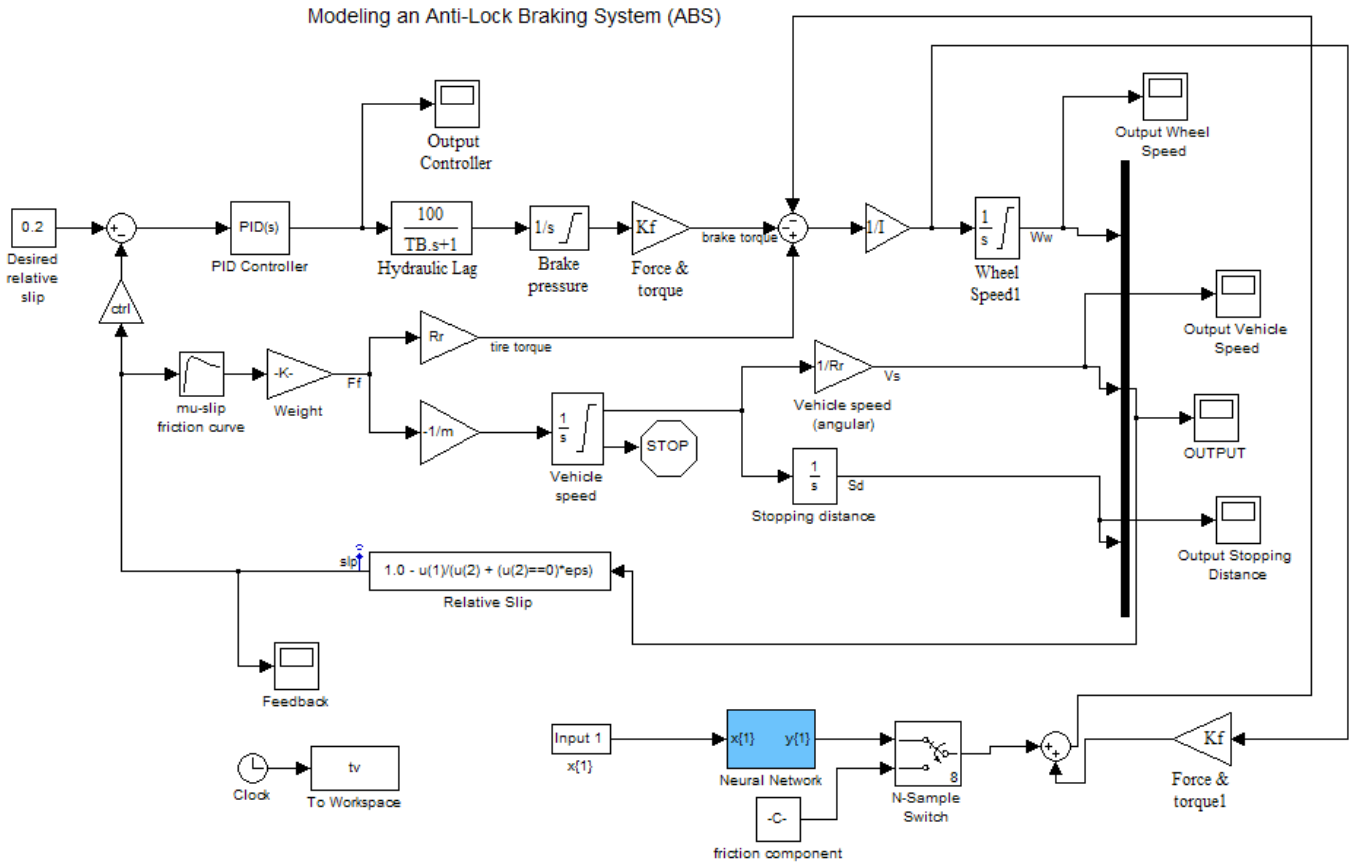 Modeling an Anti-Lock Braking System (ABS)
Output
Controller
Output Wheel
Speed
0.2
Desired
relative
slip
+
−
PID(s)
PID Controller
100
TB.s+1
Hydraulic Lag
1/s
Brake
pressure
Kf
Force &
torque
brake torque
−
−
+
1/I
1
s
Wheel
Speed1
Ww
ctrl
Output Vehicle
Speed
mu-slip
friction curve
-K-
Weight
Ff
Rr
tire torque
-1/m
1
s
Vehicle
speed
STOP
1/Rr
Vehicle speed
(angular)
Vs
1
s
Stopping distance
Sd
OUTPUT
Output Stopping
Distance
slp
1.0 - u(1)/(u(2) + (u(2)==0)*eps)
Relative Slip
Feedback
Clock
tv
To Workspace
Input 1
x{1}
x{1}
y{1}
Neural Network
-C-
friction component
8
N-Sample
Switch
+
+
Kf
Force &
torque1